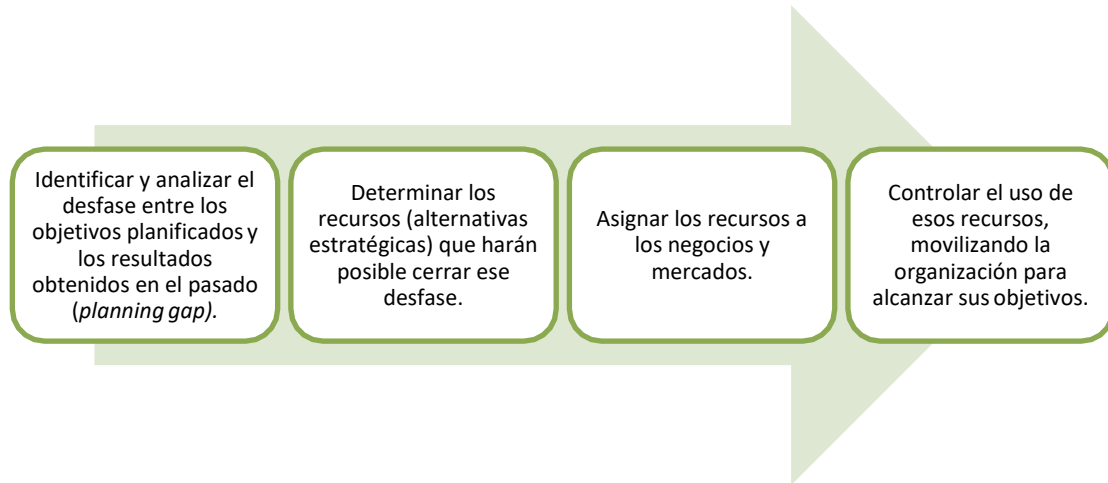 Identificar y analizar el
desfase entre los
objetivos planificados y
los resultados
obtenidos en el pasado
(planning gap).
Determinar los
recursos (alternativas
estratégicas) que harán
posible cerrar ese
desfase.
Asignar los recursos a
los negocios y
mercados.
Controlar el uso de
esos recursos,
movilizando la
organización para
alcanzar sus objetivos.